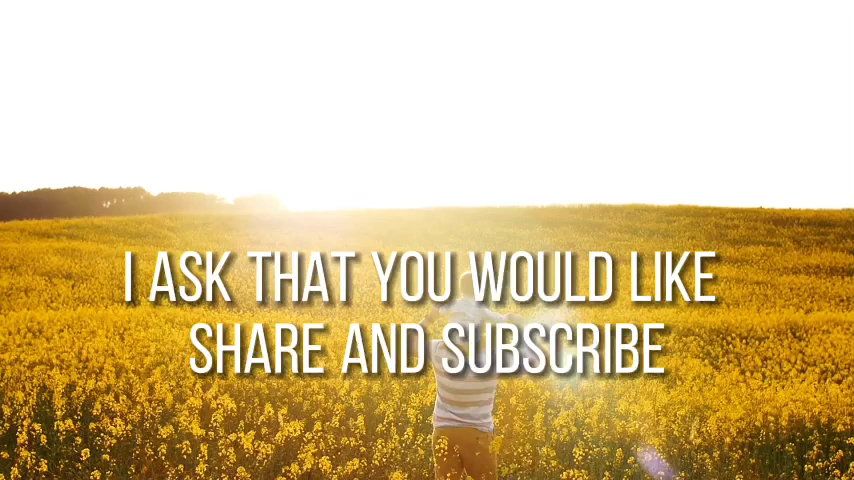 I ASK THAT YOU WOULD LIKE
SHARE AND SUBSCRIBE